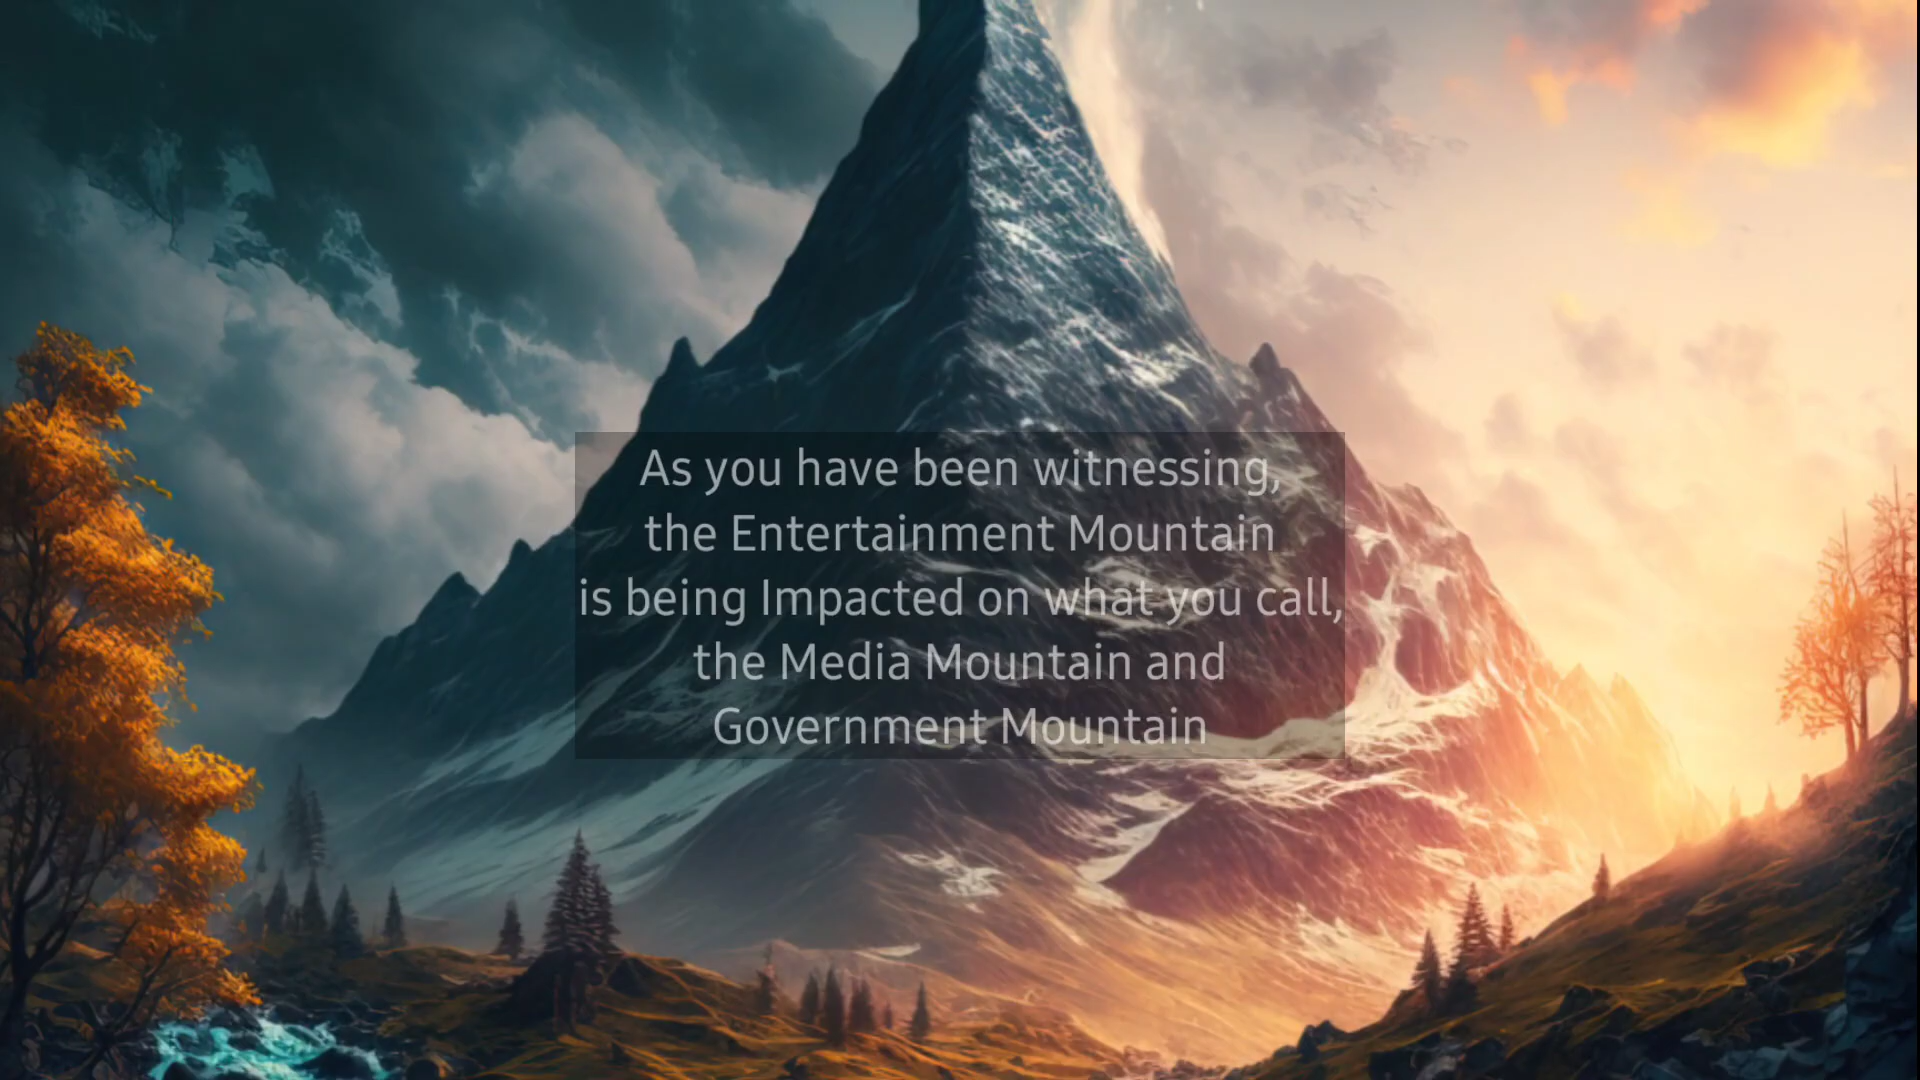 As you have been witnessing,
the Entertainment Mountain
is being Impacted on what you call,
the Media Mountain and
Government Mountain